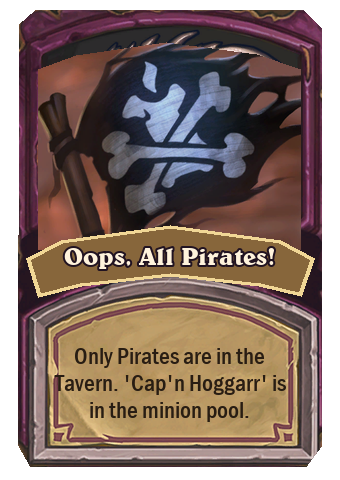 Oops, All Pirates!
Only Pirates are in the
Tavern. 'Cap'n Hoggarr' is
in the minion pool.